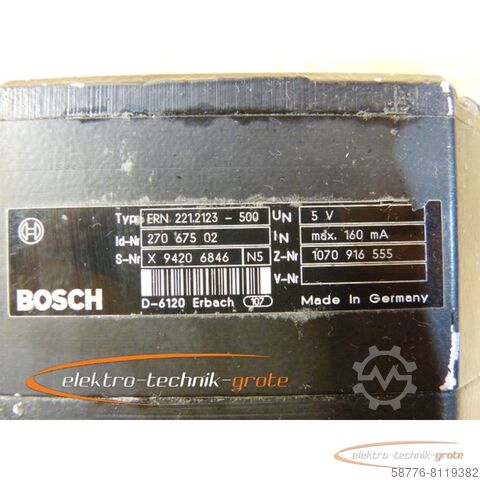 Type ERN 221.2123 - 500 UN 5 V
Id-Nr 270 675 02 IN max. 160 mA
S-Nr X 9420 6846 N5 Z-Nr 1070 916 555
V-Nr
BOSCH D-6120 Erbach 107 Made in Germany
elektro-technik-grote
elektro-technik-grote
58776-8119382